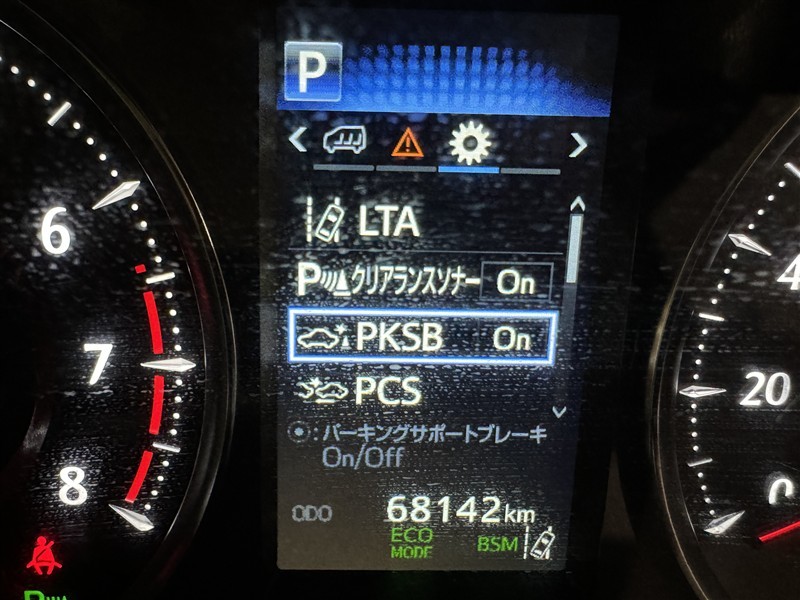 P
LTA
P クリアランスソナー On
PKSB On
PCS
:パーキングサポートブレーキ
On/Off
ODO 68142km
ECO
MODE
BSM
6
7
8
4
20
0
P